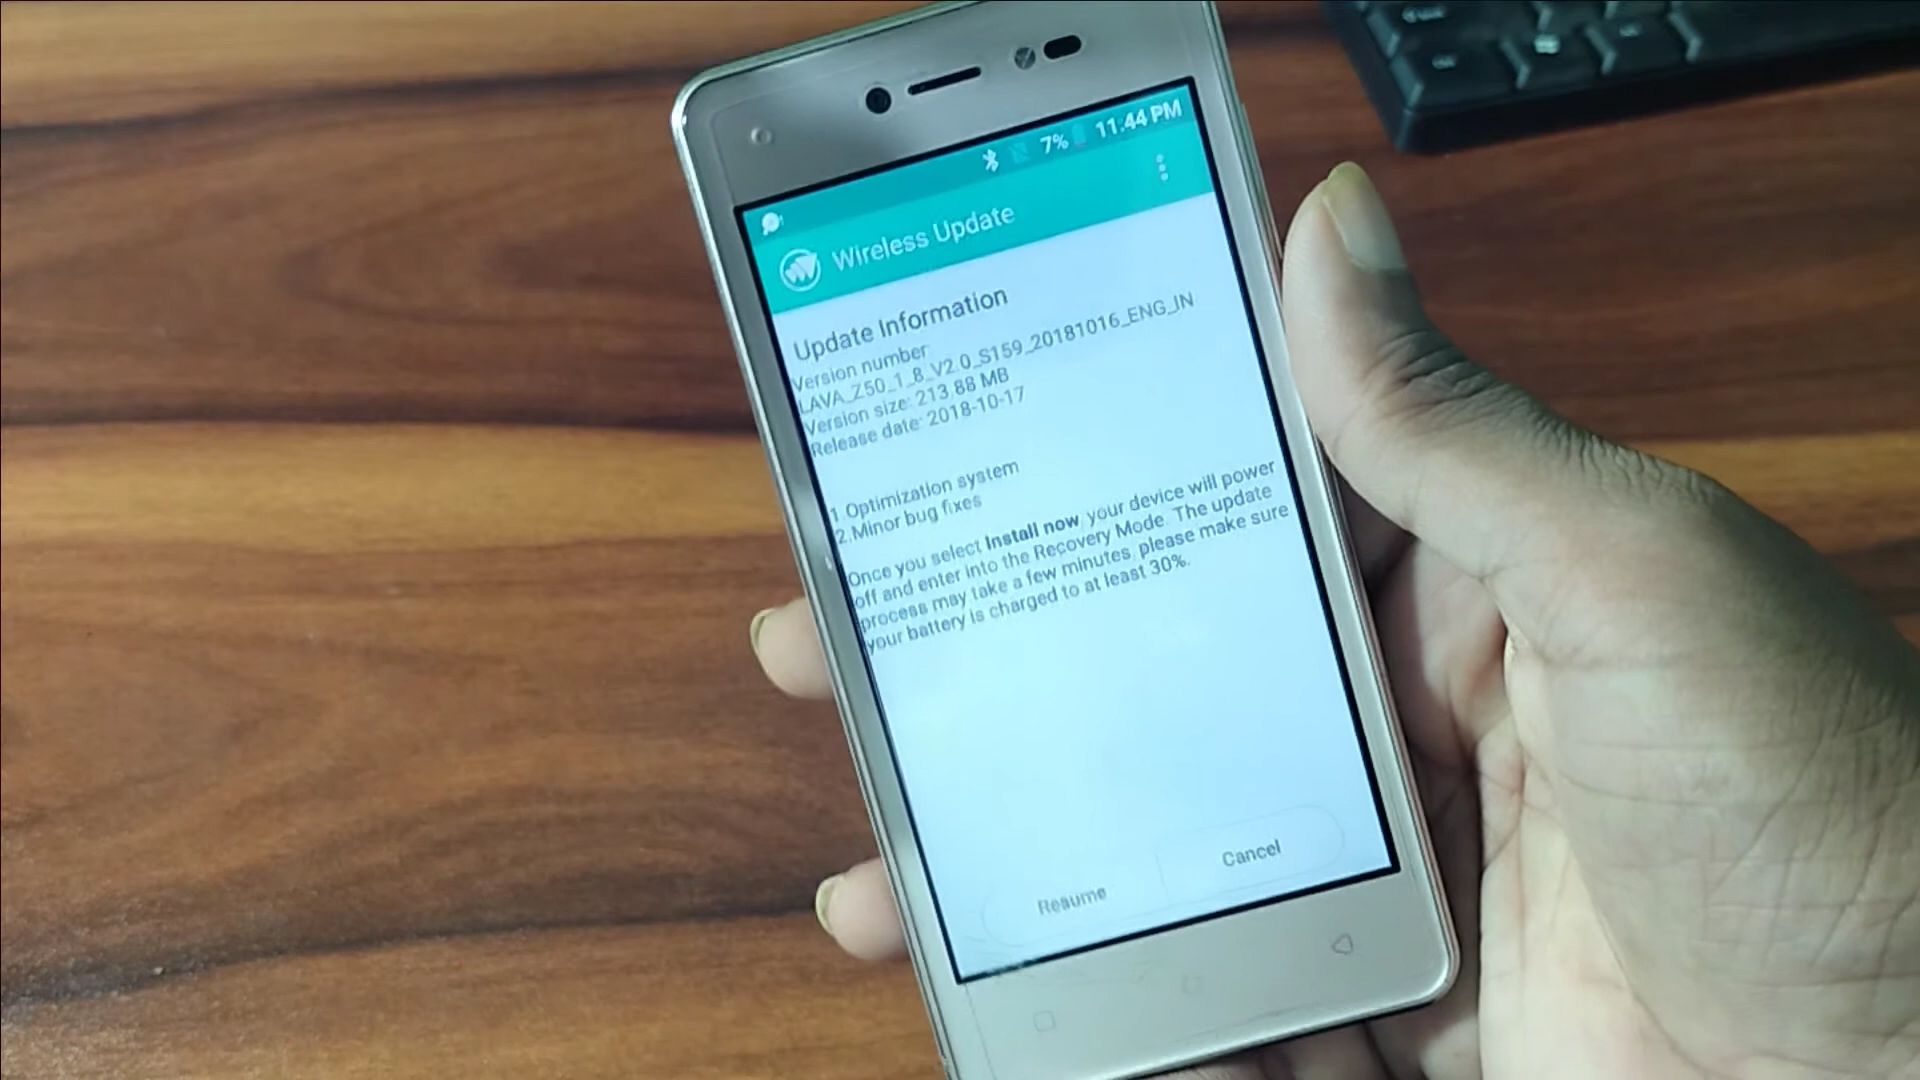 7% 11:44 PM
Wireless Update
Update Information
Version number:
LAVA_Z50_1_8_V2.0_S159_20181016_ENG_IN
Version size: 213.88 MB
Release date: 2018-10-17
1.Optimization system
2.Minor bug fixes
Once you select Install now, your device will power
off and enter into the Recovery Mode. The update
process may take a few minutes, please make sure
your battery is charged to at least 30%.
Resume
Cancel